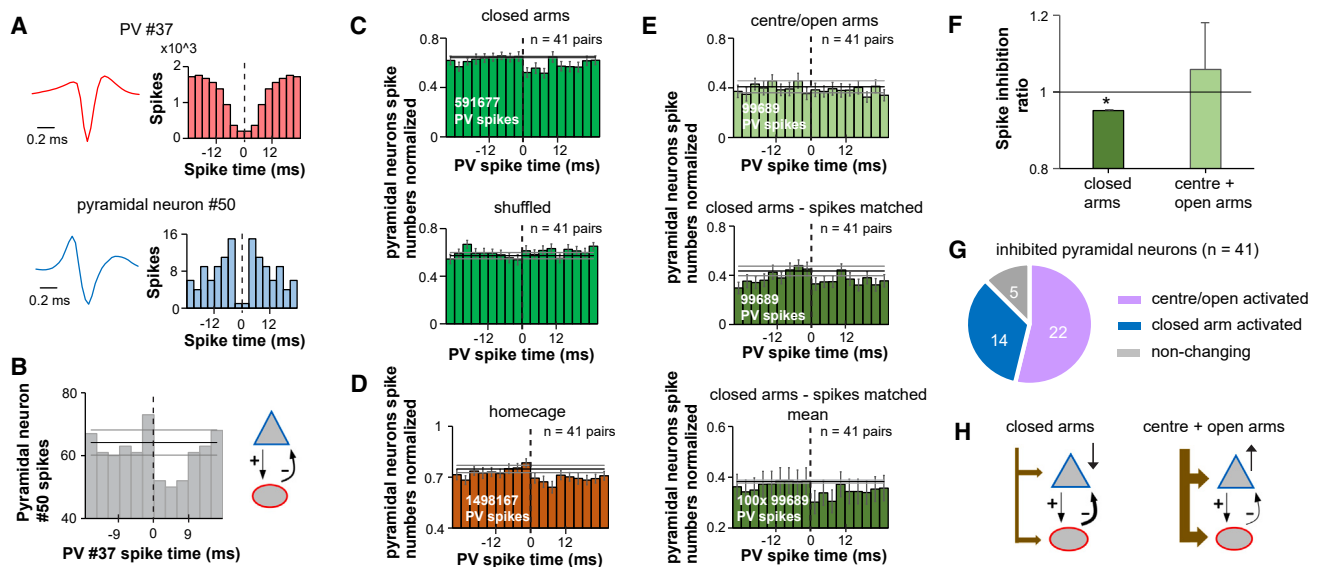 A
PV #37
x10^3
Spikes
2
1
0
-12 0 12
Spike time (ms)
0.2 ms
pyramidal neuron #50
Spikes
16
8
0
-12 0 12
Spike time (ms)
0.2 ms
B
Pyramidal neuron
#50 spikes
80
60
40
-9 0 9
PV #37 spike time (ms)
+
–
C
closed arms
n = 41 pairs
0.8
0.4
0
591677
PV spikes
-12 0 12
PV spike time (ms)
pyramidal neurons spike
numbers normalized
shuffled
n = 41 pairs
0.8
0.4
0
-12 0 12
PV spike time (ms)
D
homecage
n = 41 pairs
pyramidal neurons spike
numbers normalized
1
0.7
0.4
1498167
PV spikes
-12 0 12
PV spike time (ms)
E
centre/open arms
n = 41 pairs
0.8
0.4
0
99689
PV spikes
-12 0 12
PV spike time (ms)
pyramidal neurons spike
numbers normalized
closed arms - spikes matched
n = 41 pairs
0.8
0.4
0
99689
PV spikes
-12 0 12
PV spike time (ms)
closed arms - spikes matched
mean
n = 41 pairs
pyramidal neurons spike
numbers normalized
0.6
0.4
0.2
100x 99689
PV spikes
-12 0 12
PV spike time (ms)
F
Spike inhibition
ratio
1.2
1
0.8
*
closed
arms
centre +
open arms
G
inhibited pyramidal neurons (n = 41)
5
14
22
centre/open activated
closed arm activated
non-changing
H
closed arms
+
–
centre + open arms
+
–